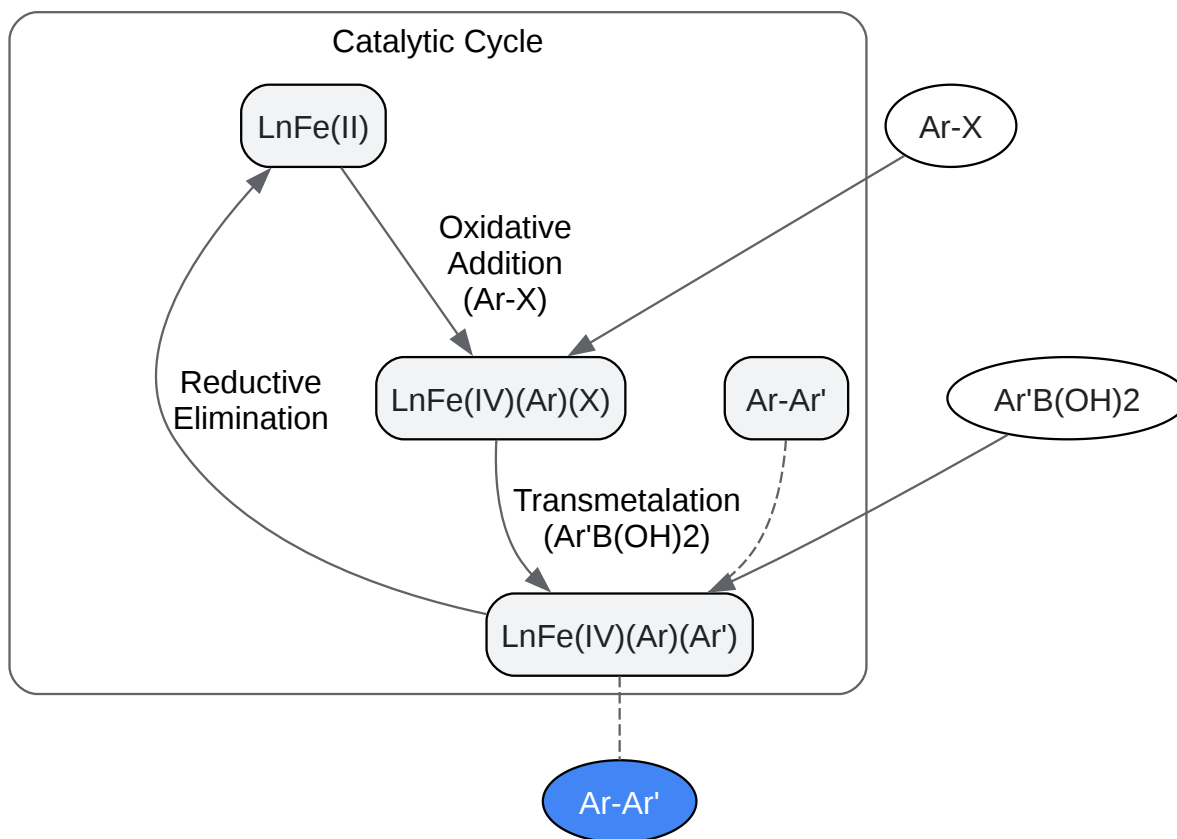 Catalytic Cycle
LnFe(II)
Ar-X
Oxidative
Addition
(Ar-X)
Reductive
Elimination
LnFe(IV)(Ar)(X)
Ar-Ar'
Ar'B(OH)2
Transmetalation
(Ar'B(OH)2)
LnFe(IV)(Ar)(Ar')
Ar-Ar'